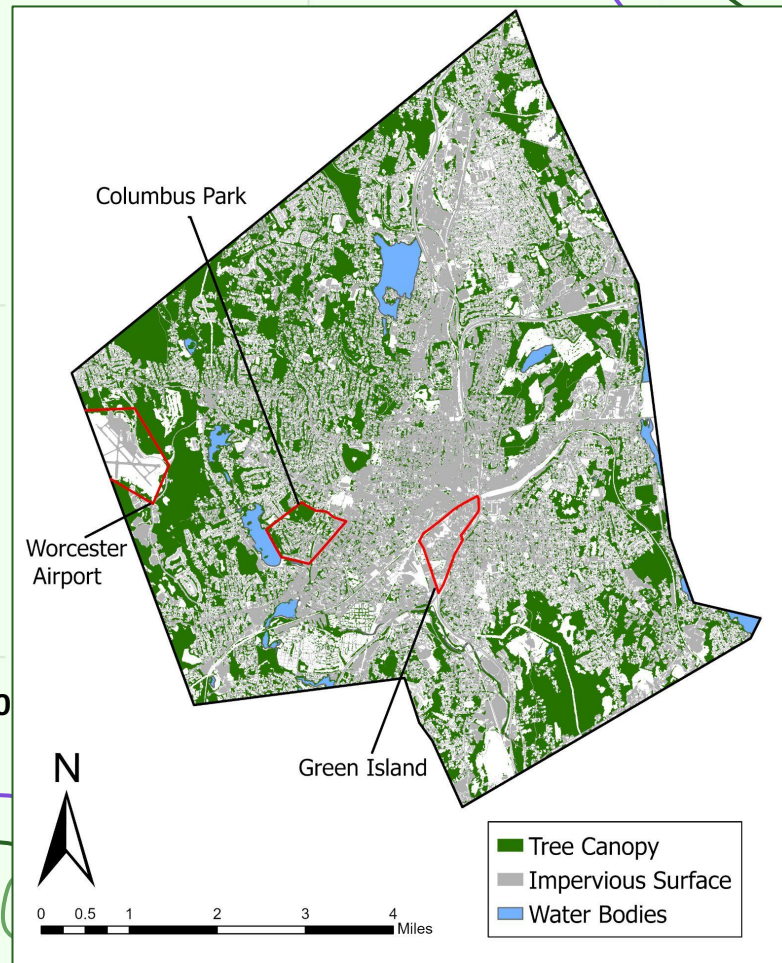 Columbus Park
Worcester
Airport
Green Island
N
0 0.5 1 2 3 4
Miles
Tree Canopy
Impervious Surface
Water Bodies